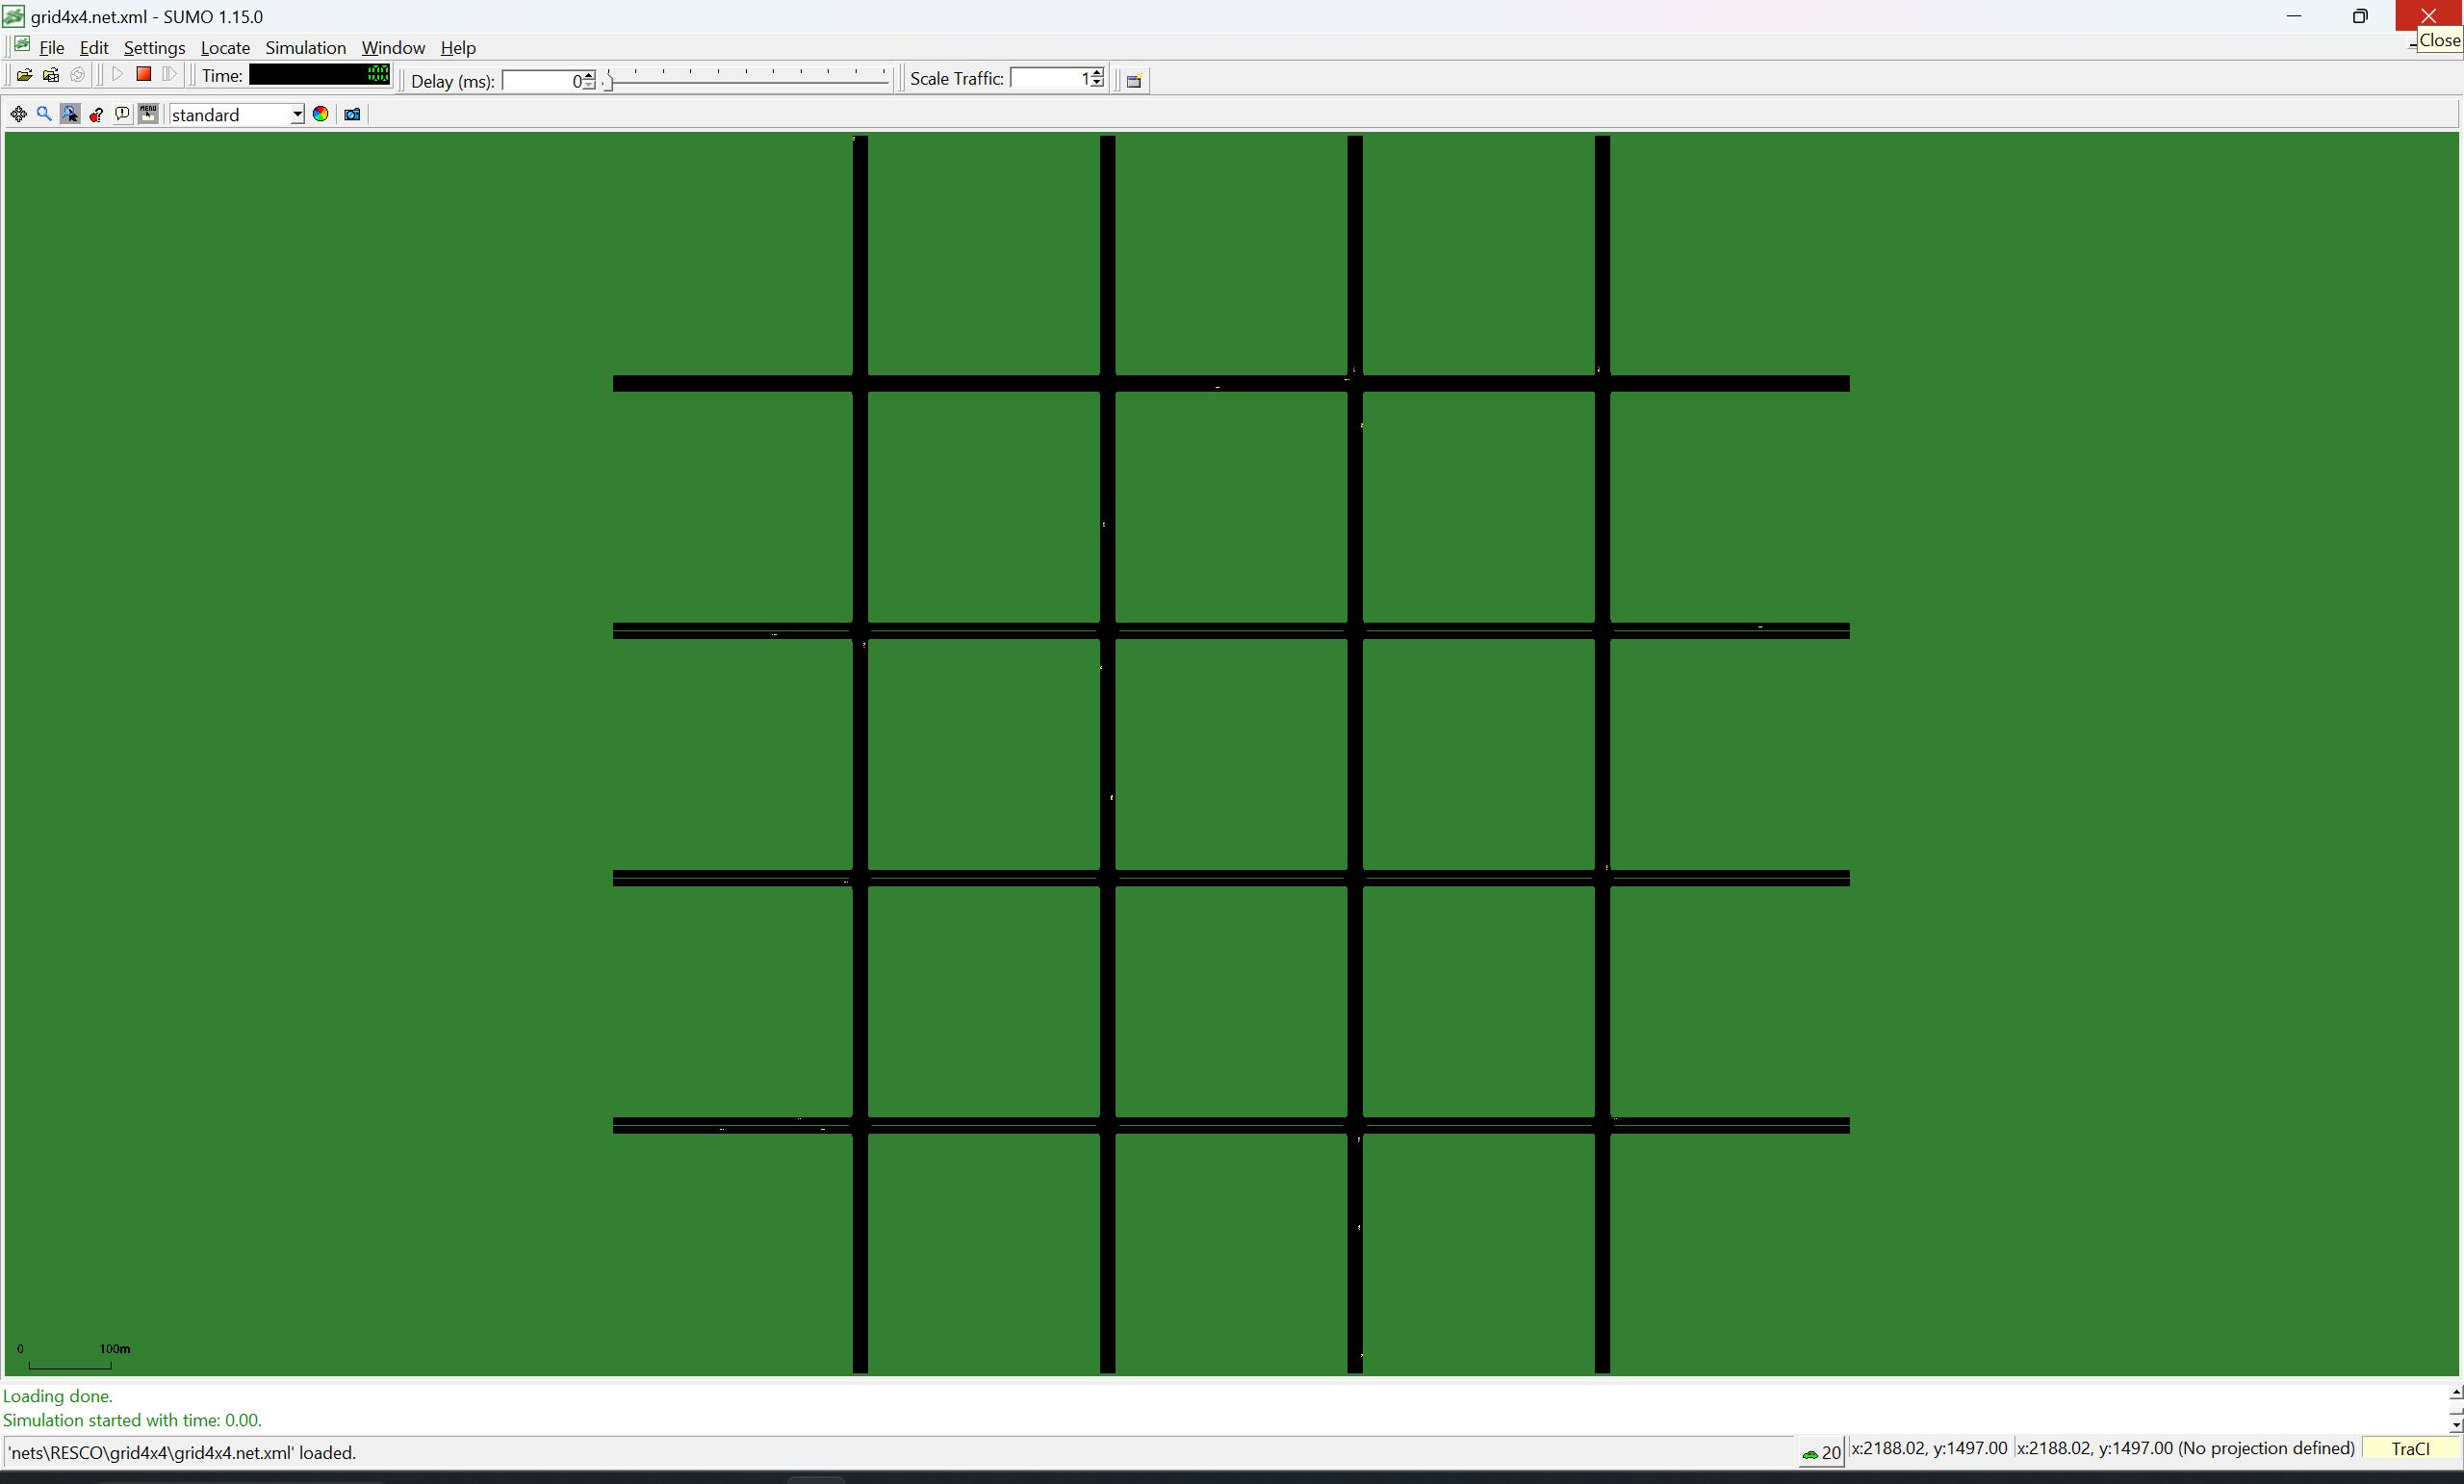 grid4x4.net.xml - SUMO 1.15.0
Close
File Edit Settings Locate Simulation Window Help
Time: 00 Delay (ms): 0 Scale Traffic: 1
MENU standard
0 100m
Loading done.
Simulation started with time: 0.00.
'nets\RESCO\grid4x4\grid4x4.net.xml' loaded. 20 x:2188.02, y:1497.00 x:2188.02, y:1497.00 (No projection defined) TraCI